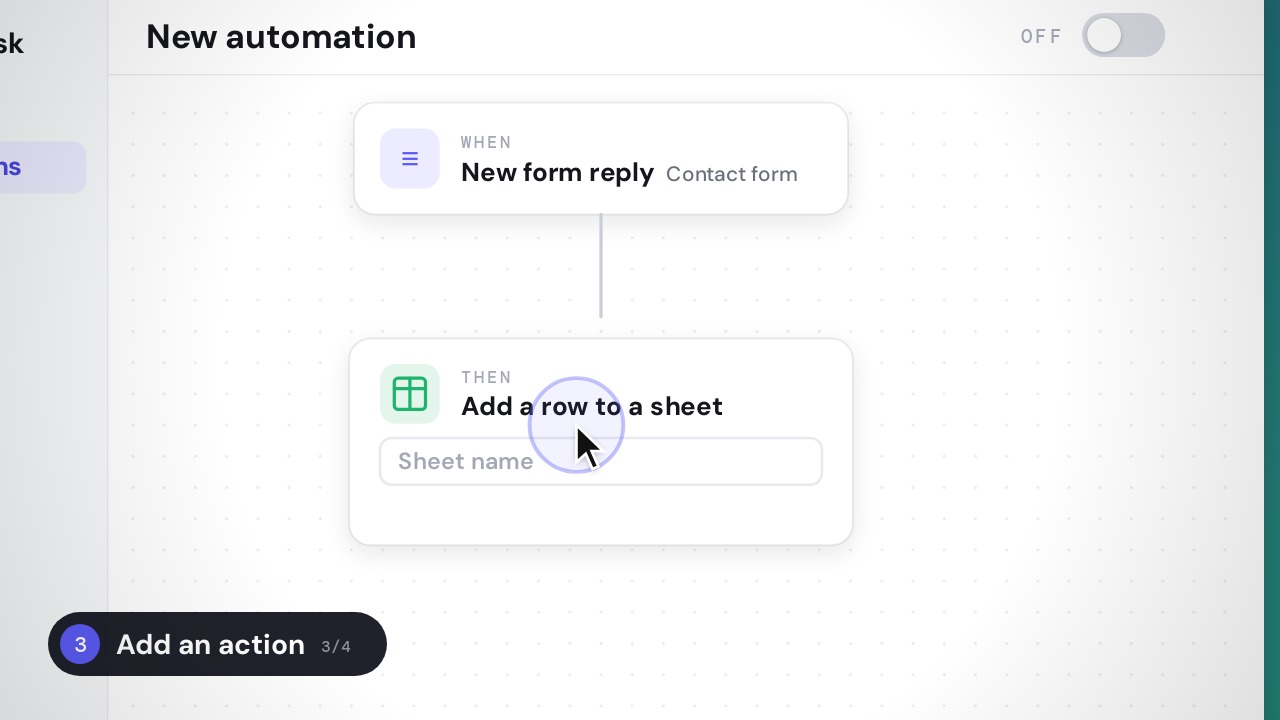 sk
New automation
OFF
ns
WHEN
New form reply Contact form
THEN
Add a row to a sheet
Sheet name
3 Add an action 3/4